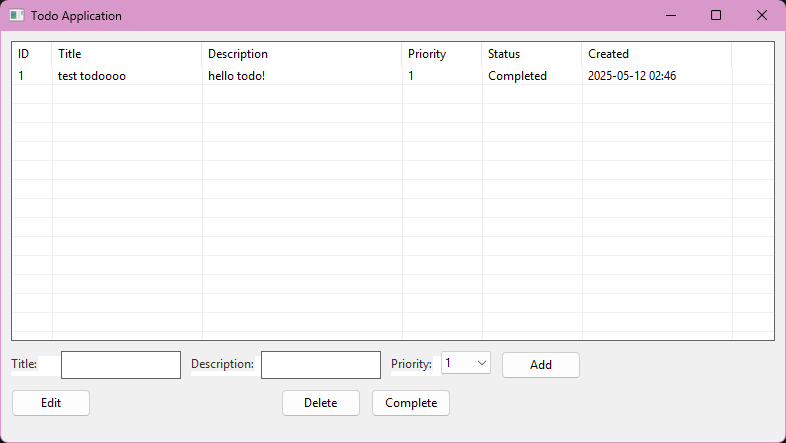 Todo Application
ID Title Description Priority Status Created
1 test todoooo hello todo! 1 Completed 2025-05-12 02:46
Title: Description: Priority: 1 Add
Edit Delete Complete